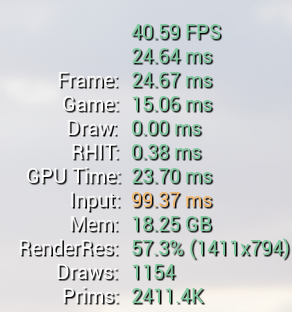 40.59 FPS
24.64 ms
Frame: 24.67 ms
Game: 15.06 ms
Draw: 0.00 ms
RHIT: 0.38 ms
GPU Time: 23.70 ms
Input: 99.37 ms
Mem: 18.25 GB
RenderRes: 57.3% (1411x794)
Draws: 1154
Prims: 2411.4K